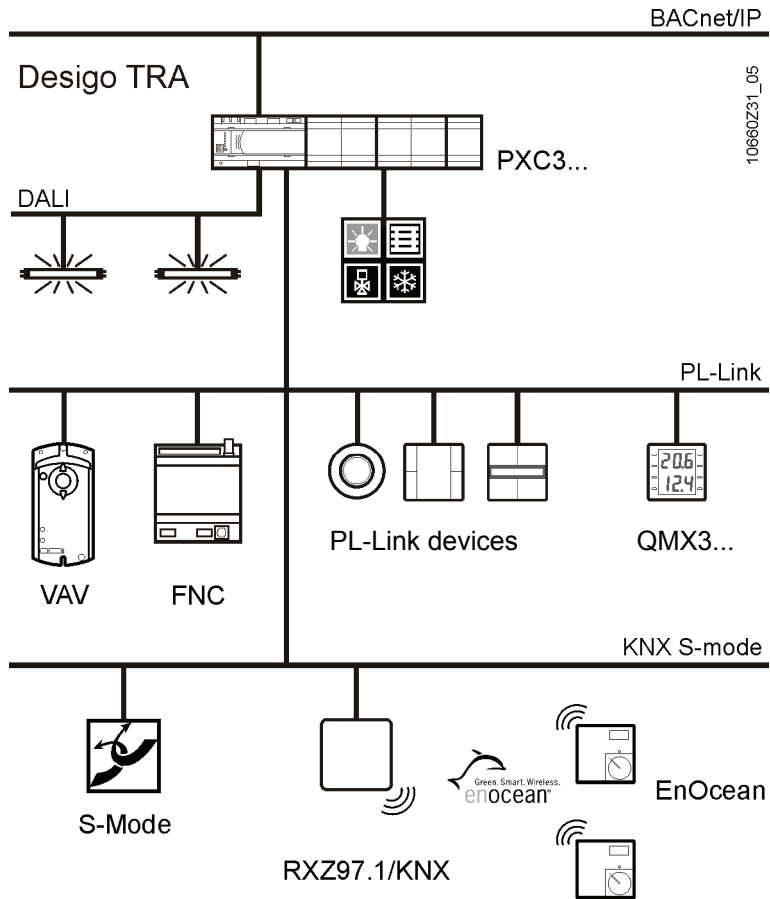 BACnet/IP
Desigo TRA
10660Z31_05
PXC3...
DALI
PL-Link
20.6
12.4
PL-Link devices
QMX3...
VAV
FNC
KNX S-mode
Green. Smart. Wireless.
enocean®
EnOcean
S-Mode
RXZ97.1/KNX